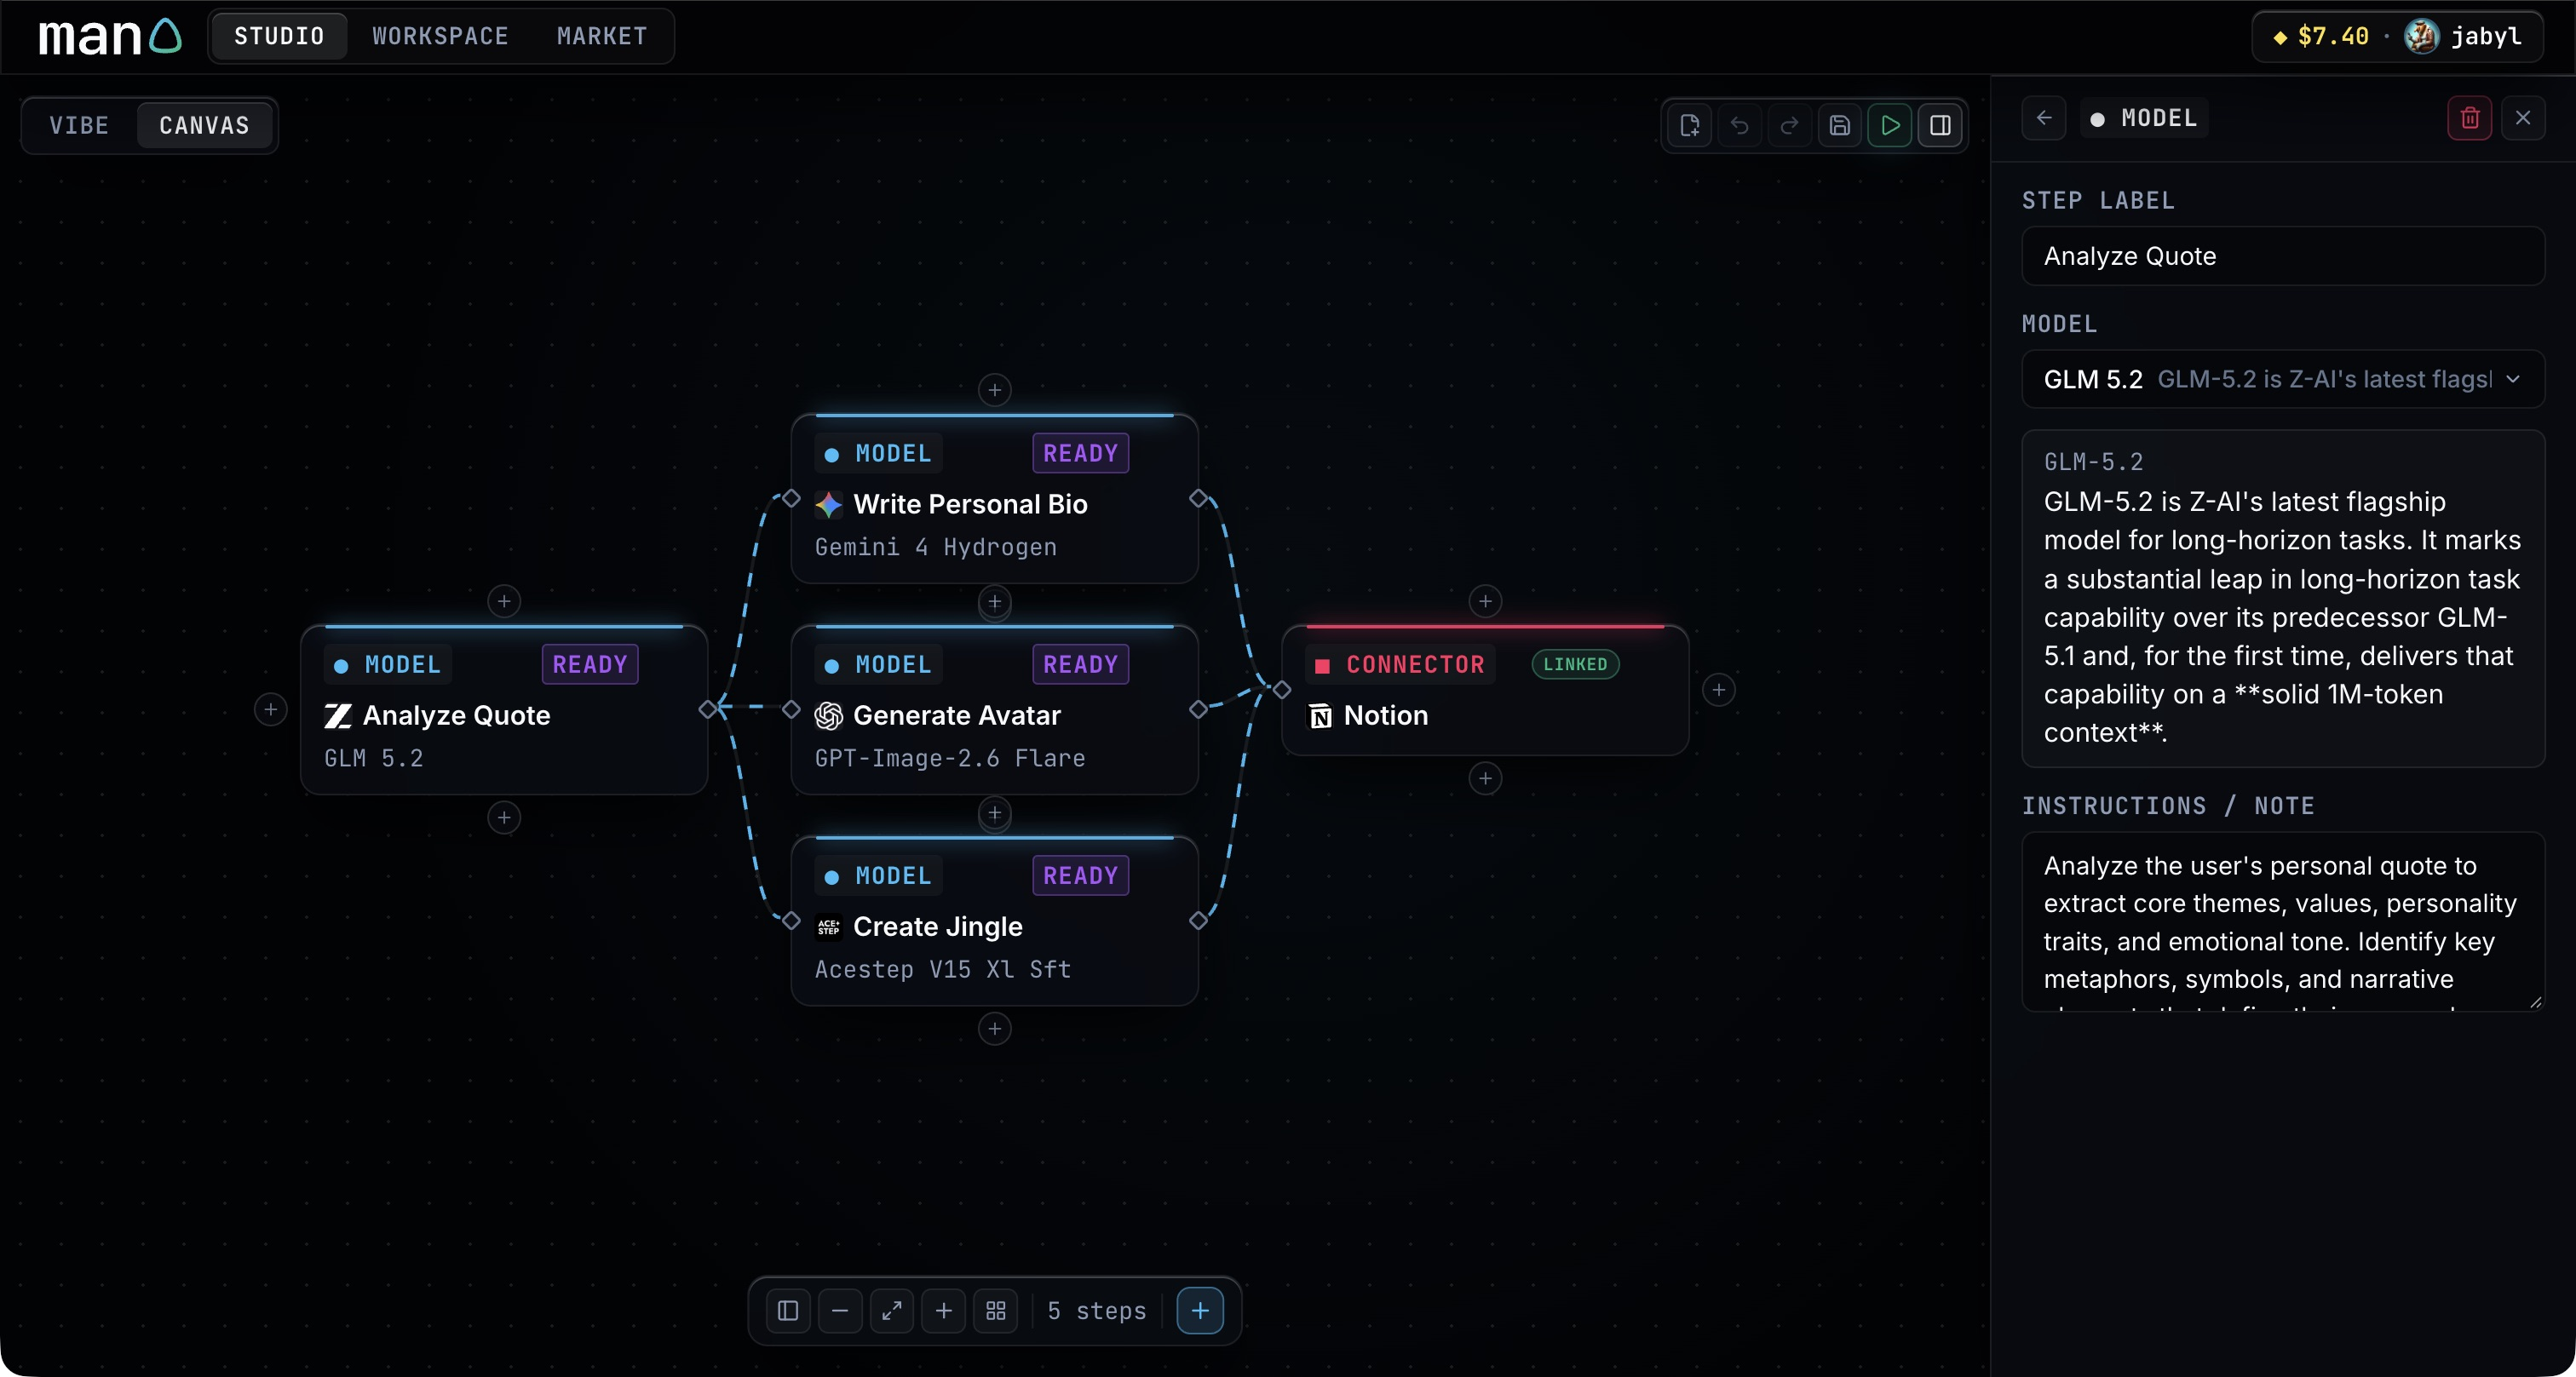 mano
STUDIO
WORKSPACE
MARKET
$7.40 · jabyl
VIBE
CANVAS
MODEL
READY
Analyze Quote
GLM 5.2
MODEL
READY
Write Personal Bio
Gemini 4 Hydrogen
MODEL
READY
Generate Avatar
GPT-Image-2.6 Flare
MODEL
READY
ACE+
STEP
Create Jingle
Acestep V15 Xl Sft
CONNECTOR
LINKED
Notion
5 steps
MODEL
STEP LABEL
Analyze Quote
MODEL
GLM 5.2 GLM-5.2 is Z-AI's latest flags
GLM-5.2
GLM-5.2 is Z-AI's latest flagship
model for long-horizon tasks. It marks
a substantial leap in long-horizon task
capability over its predecessor GLM-
5.1 and, for the first time, delivers that
capability on a **solid 1M-token
context**.
INSTRUCTIONS / NOTE
Analyze the user's personal quote to
extract core themes, values, personality
traits, and emotional tone. Identify key
metaphors, symbols, and narrative